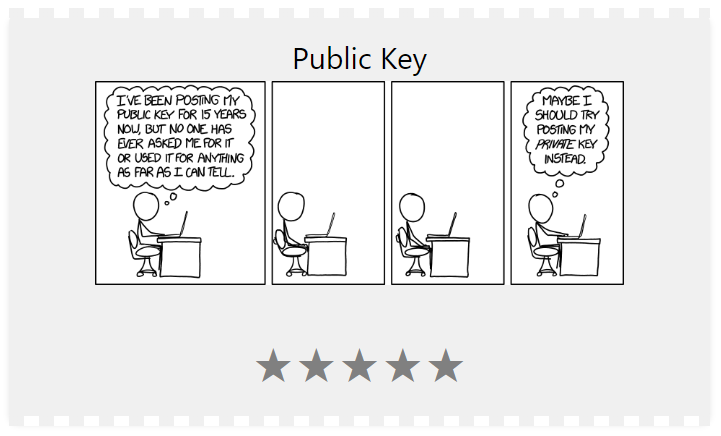 Public Key
I'VE BEEN POSTING MY
PUBLIC KEY FOR 15 YEARS
NOW, BUT NO ONE HAS
EVER ASKED ME FOR IT
OR USED IT FOR ANYTHING
AS FAR AS I CAN TELL.
MAYBE I
SHOULD TRY
POSTING MY
PRIVATE KEY
INSTEAD.